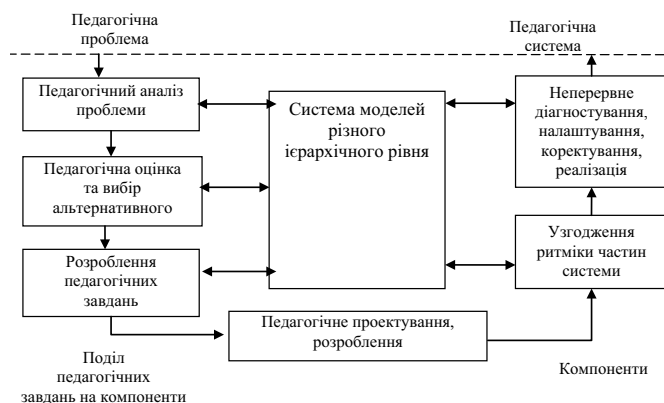 Педагогічна
проблема
Педагогічна
система
Педагогічний аналіз
проблеми
Педагогічна оцінка
та вибір
альтернативного
Розроблення
педагогічних
завдань
Система моделей
різного
ієрархічного рівня
Неперервне
діагностування,
налаштування,
коректування,
реалізація
Узгодження
ритміки частин
системи
Педагогічне проектування,
розроблення
Поділ
педагогічних
завдань на компоненти
Компоненти